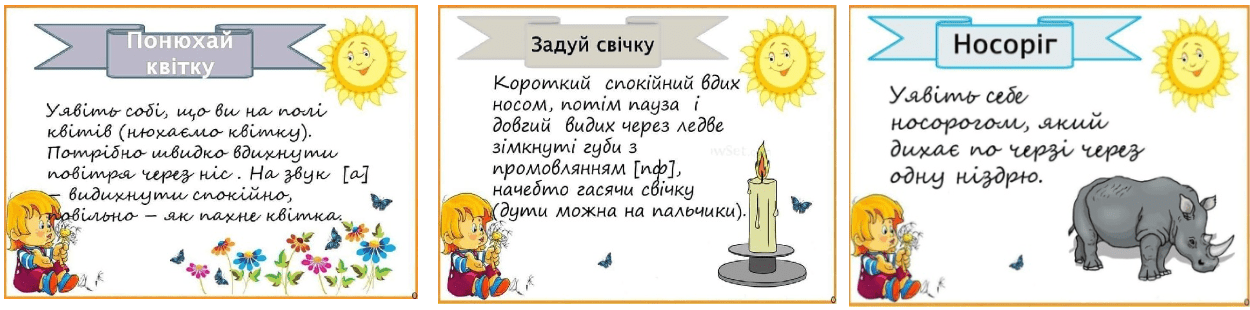 Понюхай
квітку
Уявіть собі, що ви на полі
квітів (нюхаємо квітку).
Потрібно швидко вдихнути
повітря через ніс . На звук [а]
– видихнути спокійно,
повільно – як пахне квітка.
Задуй свічку
Короткий спокійний вдих
носом, потім пауза і
довгий видих через ледве
зімкнуті губи з
промовлянням [пф],
начебто гасячи свічку
(дути можна на пальчики).
Носоріг
Уявіть себе
носорогом, який
дихає по черзі через
одну ніздрю.